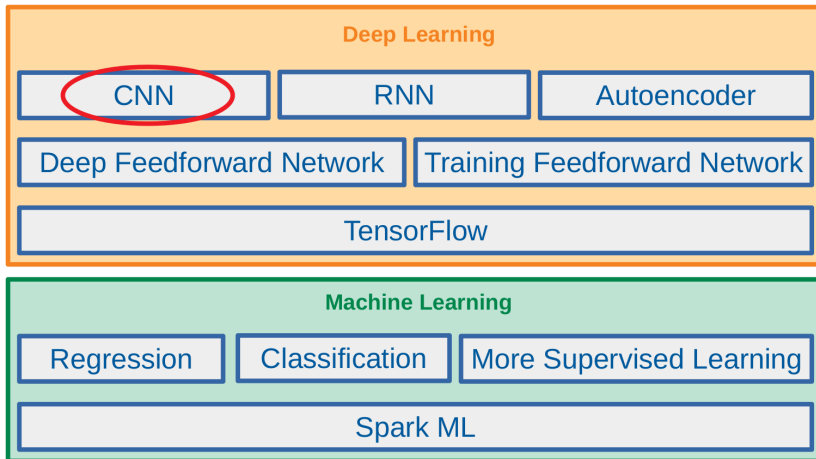 Deep Learning
CNN
RNN
Autoencoder
Deep Feedforward Network
Training Feedforward Network
TensorFlow
Machine Learning
Regression
Classification
More Supervised Learning
Spark ML